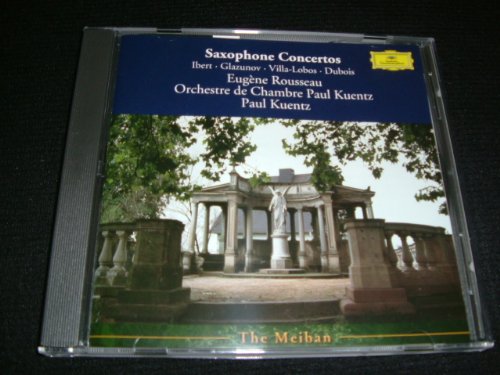 Saxophone Concertos
Ibert · Glazunov · Villa-Lobos · Dubois
Eugène Rousseau
Orchestre de Chambre Paul Kuentz
Paul Kuentz
The Meiban